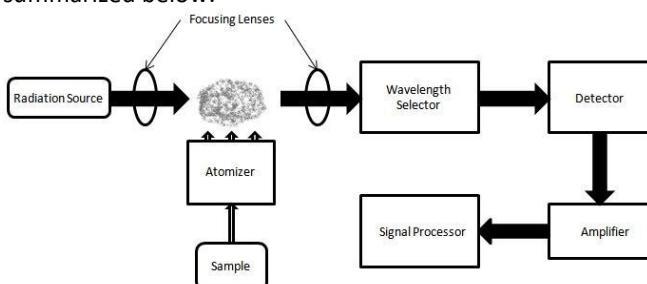 summarized below.
Focusing Lenses
Radiation Source
Wavelength
Selector
Detector
Atomizer
Signal Processor
Amplifier
Sample